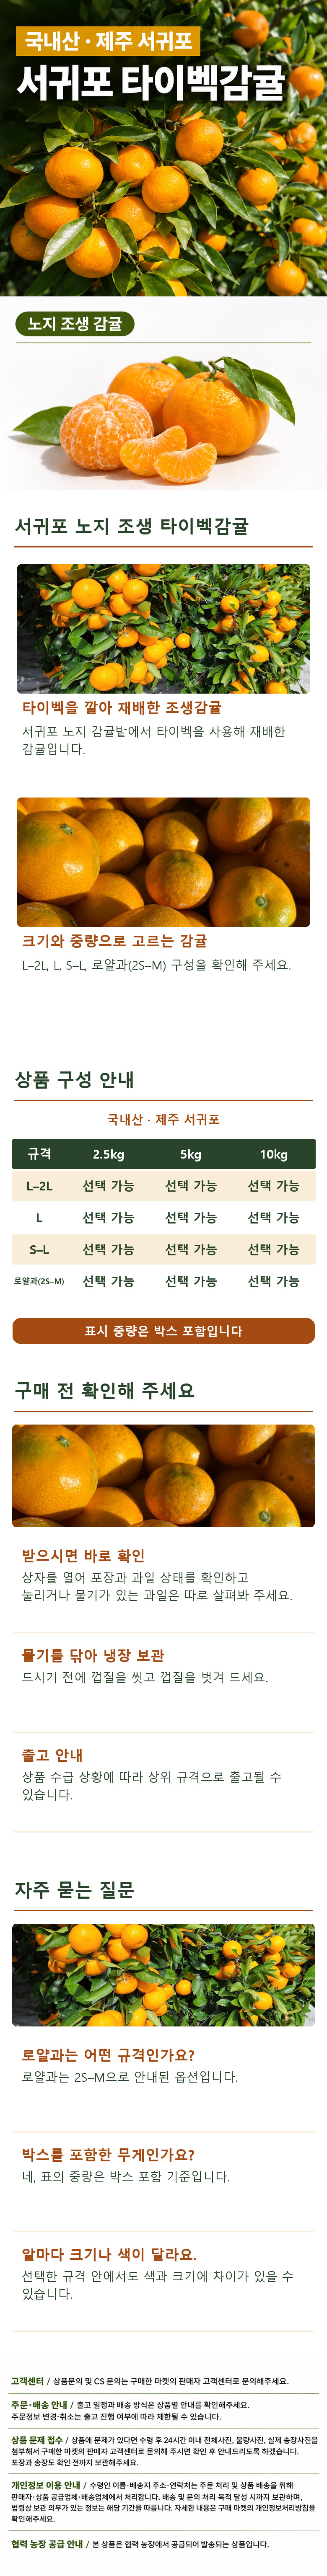 국내산 · 제주 서귀포
서귀포 타이벡감귤
노지 조생 감귤
서귀포 노지 조생 타이벡감귤
타이벡을 깔아 재배한 조생감귤
서귀포 노지 감귤밭에서 타이벡을 사용해 재배한
감귤입니다.
크기와 중량으로 고르는 감귤
L–2L, L, S–L, 로얄과(2S–M) 구성을 확인해 주세요.
상품 구성 안내
국내산 · 제주 서귀포
규격 2.5kg 5kg 10kg
L–2L 선택 가능 선택 가능 선택 가능
L 선택 가능 선택 가능 선택 가능
S–L 선택 가능 선택 가능 선택 가능
로얄과(2S–M) 선택 가능 선택 가능 선택 가능
표시 중량은 박스 포함입니다
구매 전 확인해 주세요
받으시면 바로 확인
상자를 열어 포장과 과일 상태를 확인하고
눌리거나 물기가 있는 과일은 따로 살펴봐 주세요.
물기를 닦아 냉장 보관
드시기 전에 껍질을 씻고 껍질을 벗겨 드세요.
출고 안내
상품 수급 상황에 따라 상위 규격으로 출고될 수
있습니다.
자주 묻는 질문
로얄과는 어떤 규격인가요?
로얄과는 2S–M으로 안내된 옵션입니다.
박스를 포함한 무게인가요?
네, 표의 중량은 박스 포함 기준입니다.
알마다 크기나 색이 달라요.
선택한 규격 안에서도 색과 크기에 차이가 있을 수
있습니다.
고객센터 / 상품문의 및 CS 문의는 구매한 마켓의 판매자 고객센터로 문의해주세요.
주문·배송 안내 / 출고 일정과 배송 방식은 상품별 안내를 확인해주세요.
주문정보 변경·취소는 출고 진행 여부에 따라 제한될 수 있습니다.
상품 문제 접수 / 상품에 문제가 있다면 수령 후 24시간 이내 전체사진, 불량사진, 실제 송장사진을
첨부해서 구매한 마켓의 판매자 고객센터로 문의해 주시면 확인 후 안내드리도록 하겠습니다.
포장과 송장도 확인 전까지 보관해주세요.
개인정보 이용 안내 / 수령인 이름·배송지 주소·연락처는 주문 처리 및 상품 배송을 위해
판매자·상품 공급업체·배송업체에서 처리합니다. 배송 및 문의 처리 목적 달성 시까지 보관하며,
법령상 보관 의무가 있는 정보는 해당 기간을 따릅니다. 자세한 내용은 구매 마켓의 개인정보처리방침을
확인해주세요.
협력 농장 공급 안내 / 본 상품은 협력 농장에서 공급되어 발송되는 상품입니다.